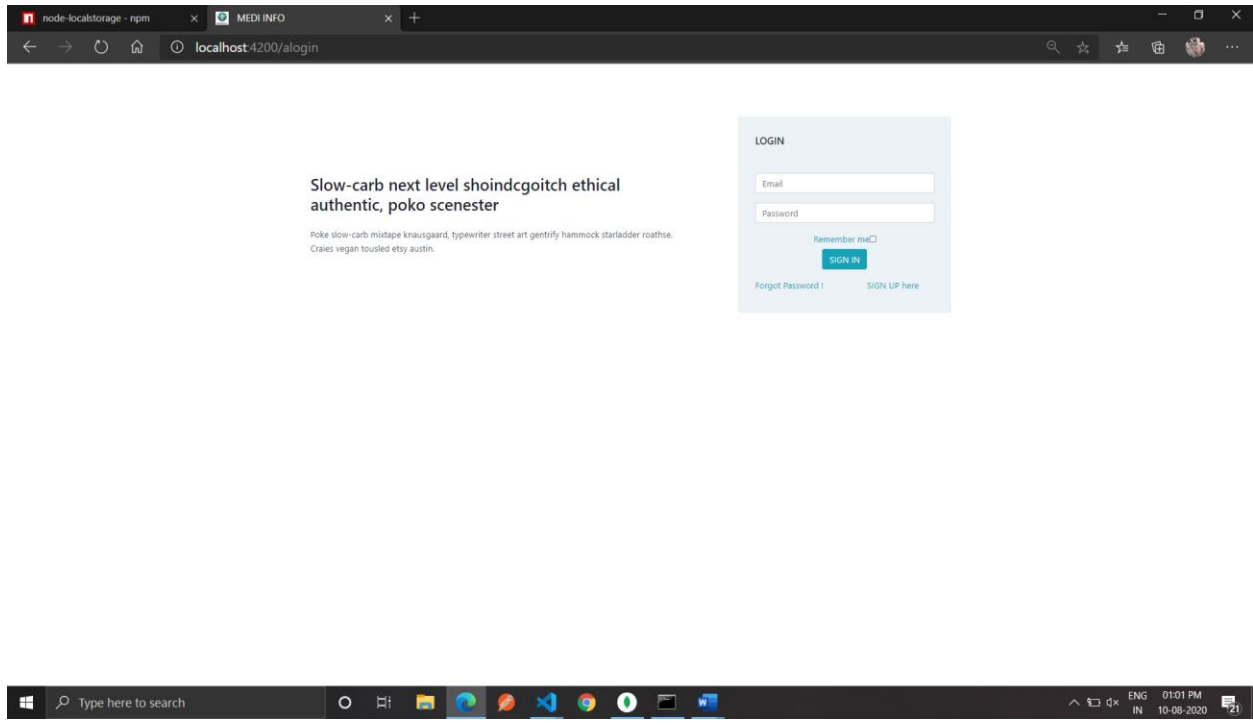 node-localstorage - npm
MEDI INFO
localhost:4200/alogin
LOGIN
Email
Password
Remember me
SIGN IN
Forgot Password !
SIGN UP here
Slow-carb next level shoindcgoitch ethical
authentic, poko scenester
Poke slow-carb mixtape knausgaard, typewriter street art gentrify hammock starladder roathse.
Craies vegan tousled etsy austin.
Type here to search
ENG
IN
01:01 PM
10-08-2020
21